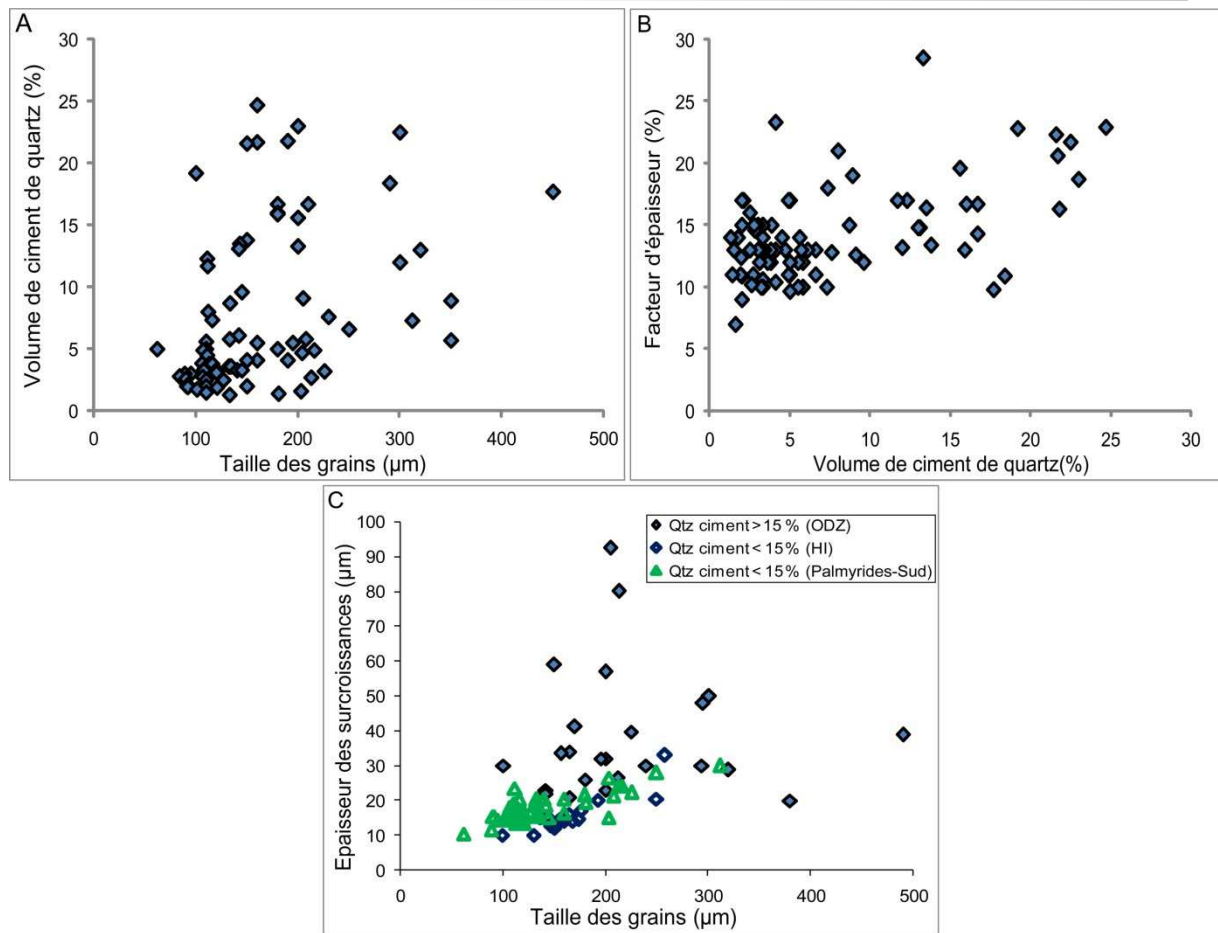 A
30
25
20
15
10
5
0
Volume de ciment de quartz (%)
0 100 200 300 400 500
Taille des grains (µm)
B
30
25
20
15
10
5
0
Facteur d'épaisseur (%)
0 5 10 15 20 25 30
Volume de ciment de quartz(%)
C
100
90
80
70
60
50
40
30
20
10
0
Epaisseur des surcroissances (µm)
Qtz ciment > 15 % (ODZ)
Qtz ciment < 15% (HI)
Qtz ciment < 15% (Palmyrides-Sud)
0 100 200 300 400 500
Taille des grains (µm)